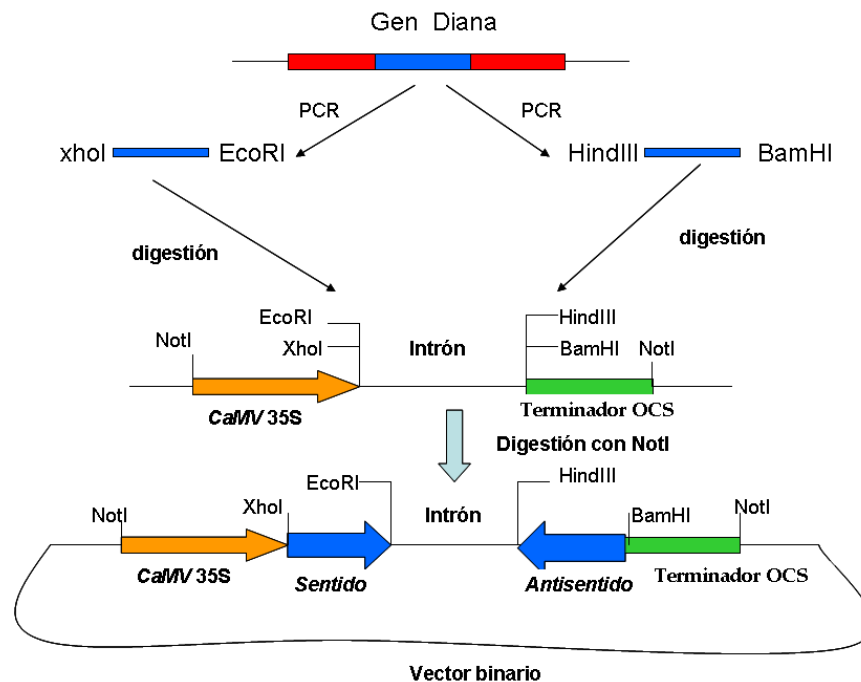 Gen Diana
PCR
PCR
xhoI
EcoRI
HindIII
BamHI
digestión
digestión
EcoRI
HindIII
NotI
XhoI
Intrón
BamHI
NotI
CaMV 35S
Terminador OCS
Digestión con NotI
EcoRI
HindIII
NotI
XhoI
Intrón
BamHI
NotI
CaMV 35S
Sentido
Antisentido
Terminador OCS
Vector binario